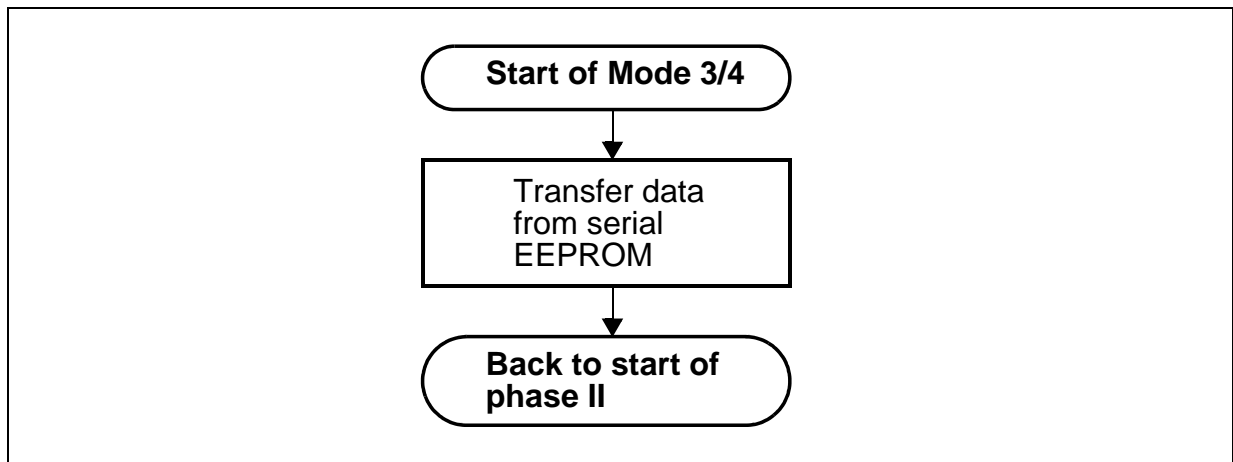 Start of Mode 3/4
Transfer data
from serial
EEPROM
Back to start of
phase II